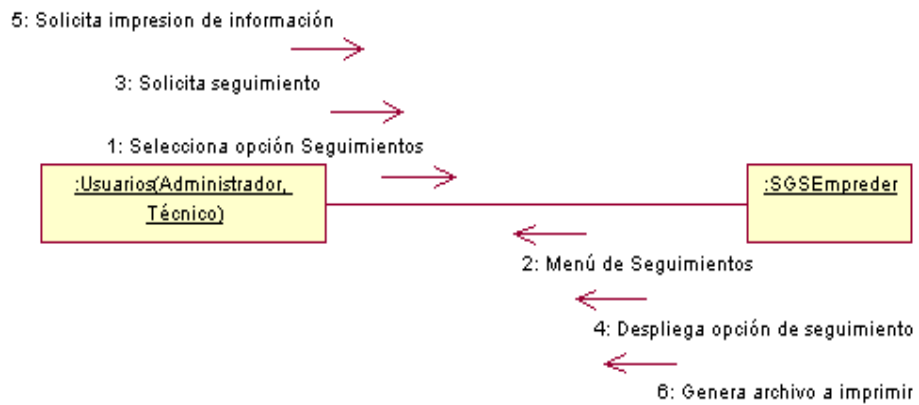 5: Solicita impresion de información
3: Solicita seguimiento
1: Selecciona opción Seguimientos
:Usuarios(Administrador,
Técnico)
:SGSEmpreder
2: Menú de Seguimientos
4: Despliega opción de seguimiento
6: Genera archivo a imprimir